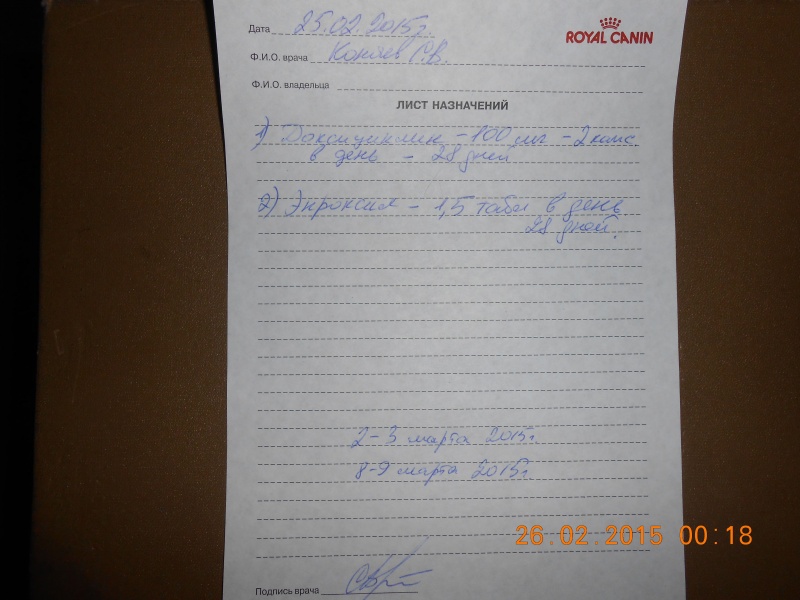 Дата 25.02.2015г.
ROYAL CANIN
Ф.И.О. врача Коняев С.В.
Ф.И.О. владельца
ЛИСТ НАЗНАЧЕНИЙ
1) Доксициклин - 100 мг - 2 капс
в день - 28 дней
2) Энроксил - 1,5 табл в день
28 дней.
2-3 марта 2015г
8-9 марта 2015г.
26.02.2015 00:18
Подпись врача